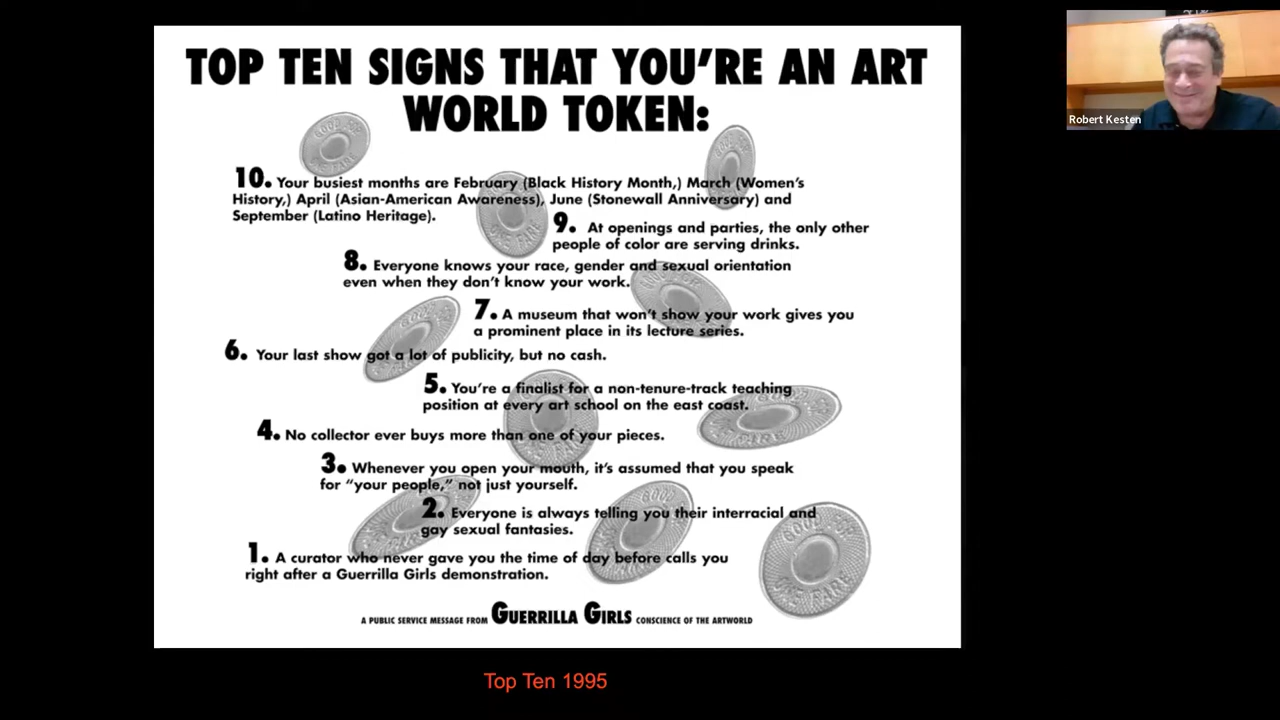 TOP TEN SIGNS THAT YOU'RE AN ART
WORLD TOKEN:
10. Your busiest months are February (Black History Month,) March (Women's
History,) April (Asian-American Awareness), June (Stonewall Anniversary) and
September (Latino Heritage).
9. At openings and parties, the only other
people of color are serving drinks.
8. Everyone knows your race, gender and sexual orientation
even when they don't know your work.
7. A museum that won't show your work gives you
a prominent place in its lecture series.
6. Your last show got a lot of publicity, but no cash.
5. You're a finalist for a non-tenure-track teaching
position at every art school on the east coast.
4. No collector ever buys more than one of your pieces.
3. Whenever you open your mouth, it's assumed that you speak
for "your people," not just yourself.
2. Everyone is always telling you their interracial and
gay sexual fantasies.
1. A curator who never gave you the time of day before calls you
right after a Guerrilla Girls demonstration.
A PUBLIC SERVICE MESSAGE FROM GUERRILLA GIRLS CONSCIENCE OF THE ARTWORLD
GOOD FOR
ONE FARE
Top Ten 1995
Robert Kesten